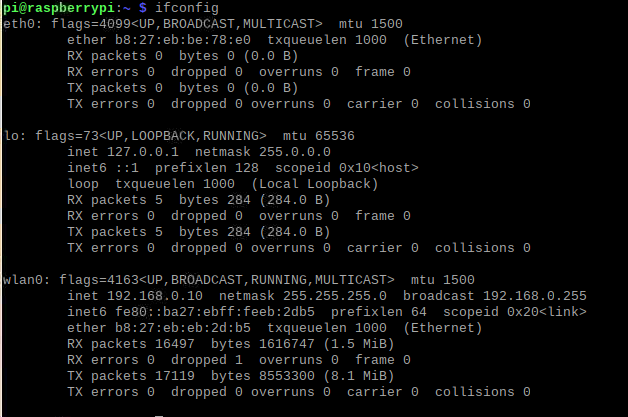 pi@raspberrypi:~ $ ifconfig
eth0: flags=4099<UP,BROADCAST,MULTICAST>  mtu 1500
        ether b8:27:eb:be:78:e0  txqueuelen 1000  (Ethernet)
        RX packets 0  bytes 0 (0.0 B)
        RX errors 0  dropped 0  overruns 0  frame 0
        TX packets 0  bytes 0 (0.0 B)
        TX errors 0  dropped 0 overruns 0  carrier 0  collisions 0

lo: flags=73<UP,LOOPBACK,RUNNING>  mtu 65536
        inet 127.0.0.1  netmask 255.0.0.0
        inet6 ::1  prefixlen 128  scopeid 0x10<host>
        loop  txqueuelen 1000  (Local Loopback)
        RX packets 5  bytes 284 (284.0 B)
        RX errors 0  dropped 0  overruns 0  frame 0
        TX packets 5  bytes 284 (284.0 B)
        TX errors 0  dropped 0 overruns 0  carrier 0  collisions 0

wlan0: flags=4163<UP,BROADCAST,RUNNING,MULTICAST>  mtu 1500
        inet 192.168.0.10  netmask 255.255.255.0  broadcast 192.168.0.255
        inet6 fe80::ba27:ebff:feeb:2db5  prefixlen 64  scopeid 0x20<link>
        ether b8:27:eb:eb:2d:b5  txqueuelen 1000  (Ethernet)
        RX packets 16497  bytes 1616747 (1.5 MiB)
        RX errors 0  dropped 1  overruns 0  frame 0
        TX packets 17119  bytes 8553300 (8.1 MiB)
        TX errors 0  dropped 0 overruns 0  carrier 0  collisions 0